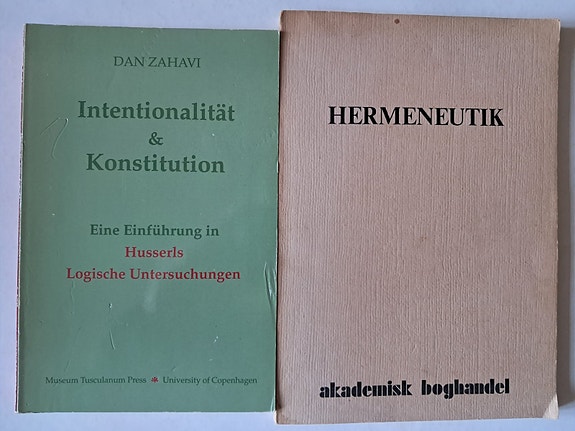 DAN ZAHAVI
Intentionalität
&
Konstitution
Eine Einführung in
Husserls
Logische Untersuchungen
Museum Tusculanum Press * University of Copenhagen
HERMENEUTIK
akademisk boghandel